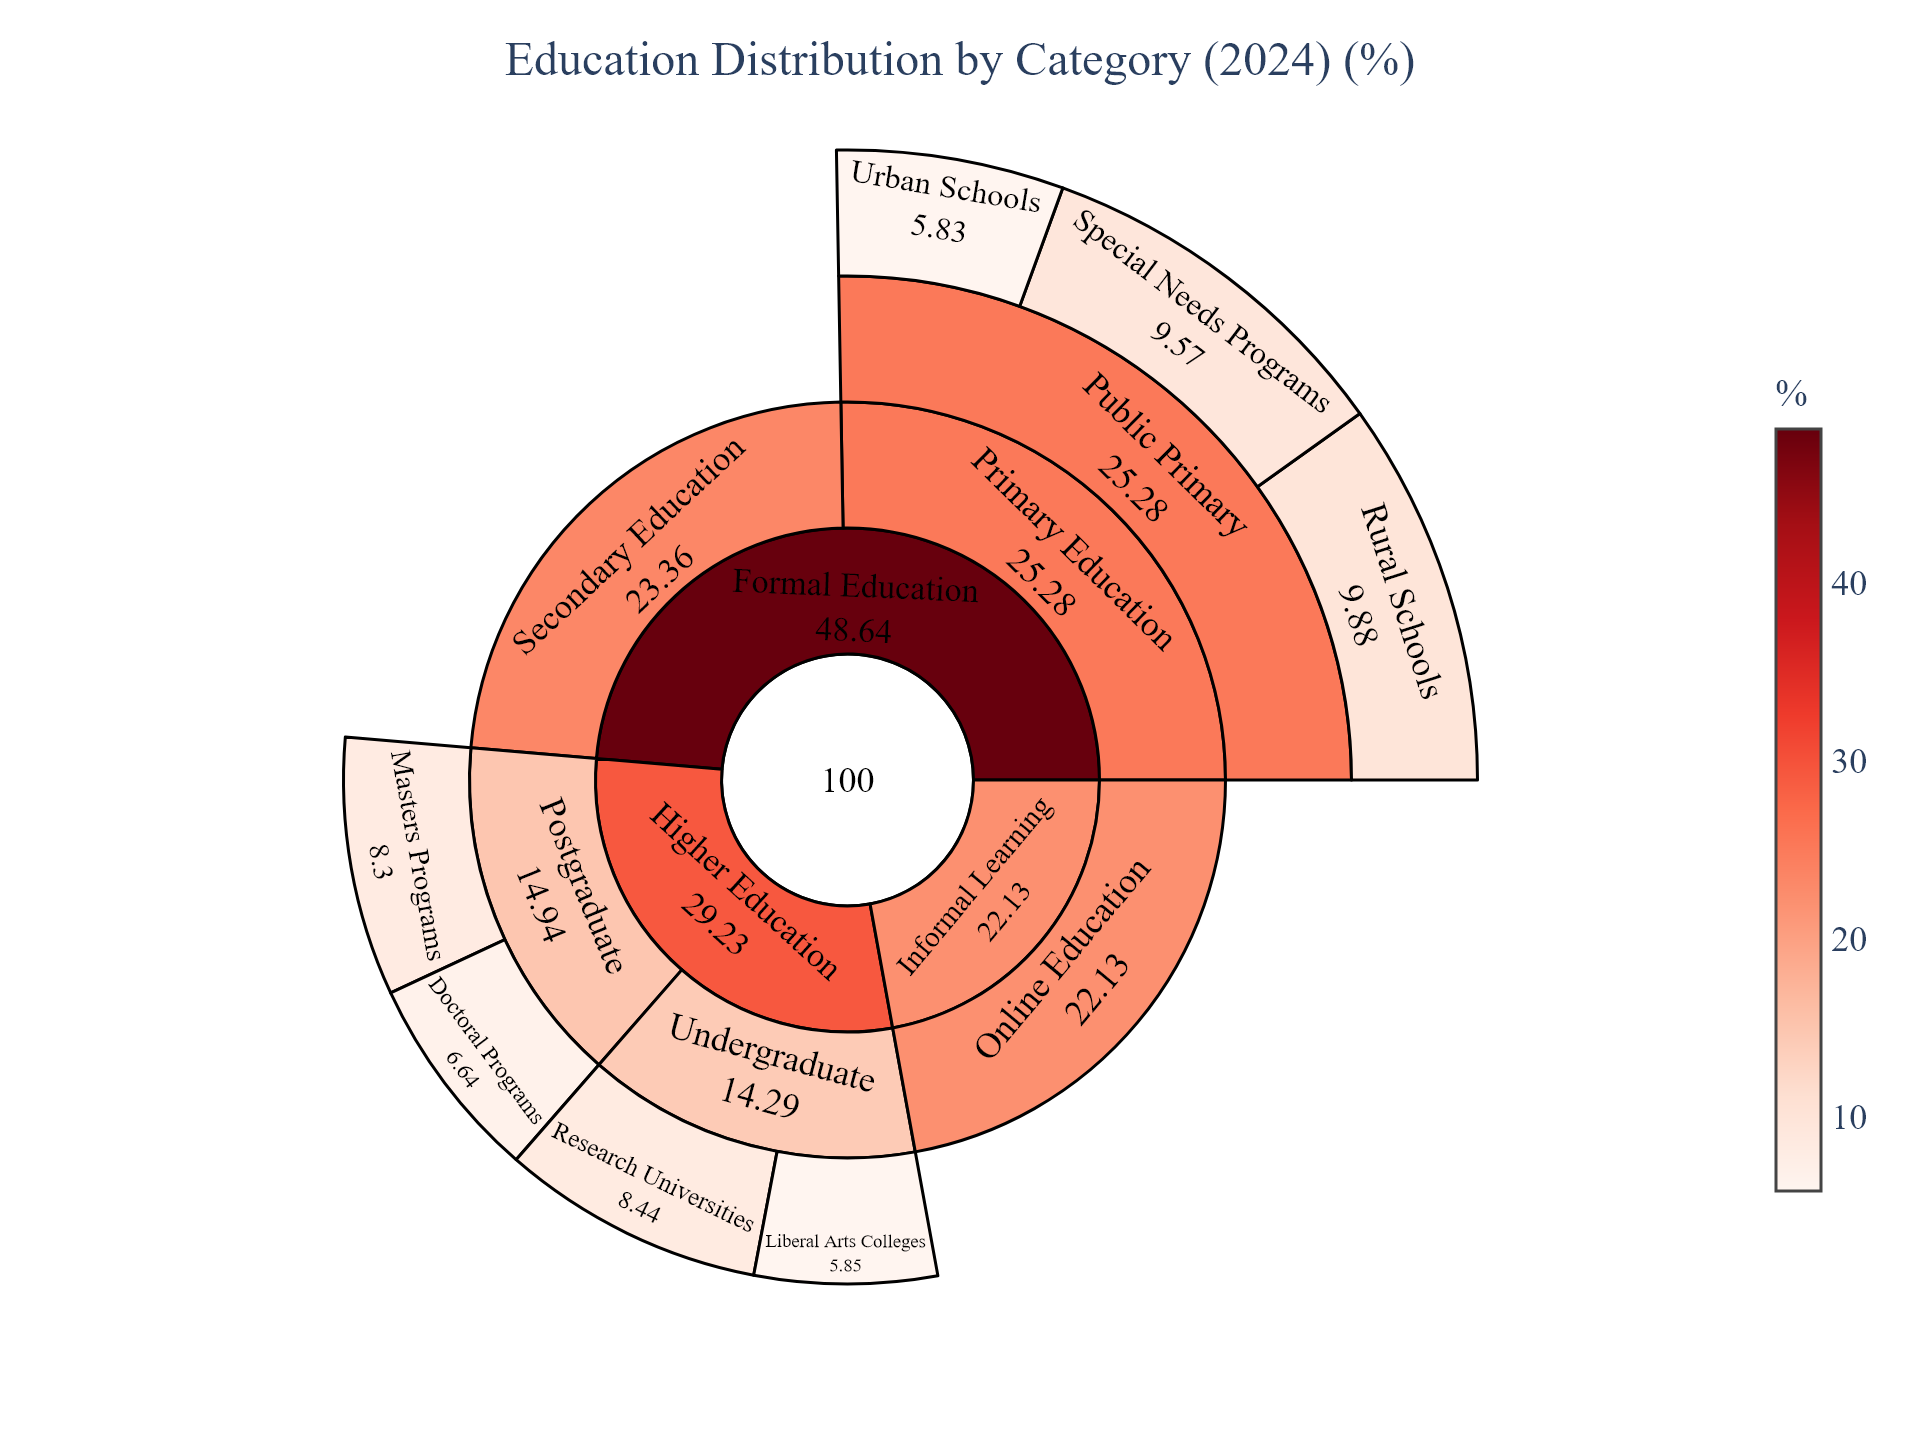 Education Distribution by Category (2024) (%)
Urban Schools
5.83
Special Needs Programs
9.57
Rural Schools
9.88
Public Primary
25.28
Primary Education
25.28
Secondary Education
23.36
Formal Education
48.64
100
Higher Education
29.23
Informal Learning
22.13
Online Education
22.13
Postgraduate
14.94
Masters Programs
8.3
Doctoral Programs
6.64
Undergraduate
14.29
Research Universities
8.44
Liberal Arts Colleges
5.85
%
40
30
20
10